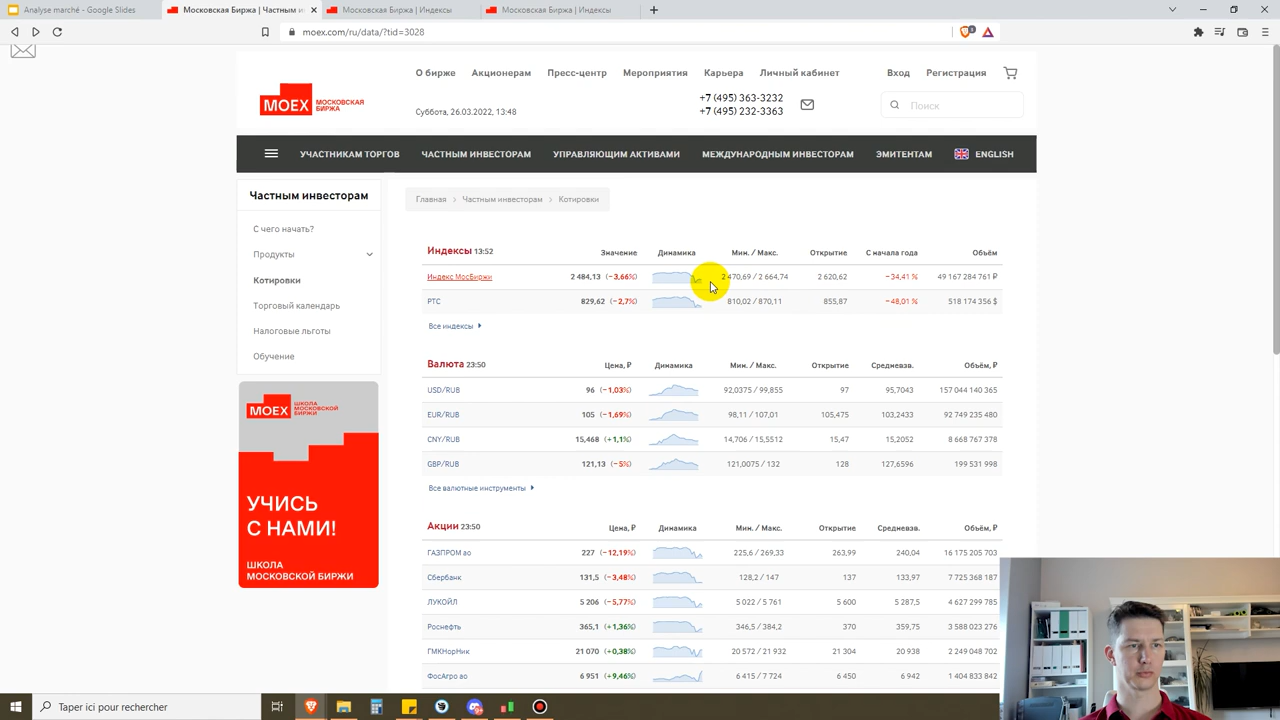 Analyse marché - Google Slides
Московская Биржа | Частным и
Московская Биржа | Индексы
Московская Биржа | Индексы
moex.com/ru/data/?tid=3028
О бирже Акционерам Пресс-центр Мероприятия Карьера Личный кабинет Вход Регистрация
MOEX МОСКОВСКАЯ БИРЖА
Суббота, 26.03.2022, 13:48
+7 (495) 363-3232
+7 (495) 232-3363
Поиск
УЧАСТНИКАМ ТОРГОВ ЧАСТНЫМ ИНВЕСТОРАМ УПРАВЛЯЮЩИМ АКТИВАМИ МЕЖДУНАРОДНЫМ ИНВЕСТОРАМ ЭМИТЕНТАМ ENGLISH
Частным инвесторам
С чего начать?
Продукты
Котировки
Торговый календарь
Налоговые льготы
Обучение
MOEX ШКОЛА МОСКОВСКОЙ БИРЖИ
УЧИСЬ
С НАМИ!
ШКОЛА
МОСКОВСКОЙ БИРЖИ
Главная Частным инвесторам Котировки
Индексы 13:52 Значение Динамика Мин. / Макс. Открытие С начала года Объём
Индекс МосБиржи 2 484,13 (−3,66%) 2 470,69 / 2 664,74 2 620,62 −34,41 % 49 167 284 761 ₽
РТС 829,62 (−2,7%) 810,02 / 870,11 855,87 −48,01 % 518 174 356 $
Все индексы
Валюта 23:50 Цена, ₽ Динамика Мин. / Макс. Открытие Средневзв. Объём, ₽
USD/RUB 96 (−1,03%) 92,0375 / 99,855 97 95,7043 157 044 140 365
EUR/RUB 105 (−1,69%) 98,11 / 107,01 105,475 103,2433 92 749 235 480
CNY/RUB 15,468 (+1,1%) 14,706 / 15,5512 15,47 15,2052 8 668 767 378
GBP/RUB 121,13 (−5%) 121,0075 / 132 128 127,6596 199 531 998
Все валютные инструменты
Акции 23:50 Цена, ₽ Динамика Мин. / Макс. Открытие Средневзв. Объём, ₽
ГАЗПРОМ ао 227 (−12,19%) 225,6 / 269,33 263,99 240,04 16 175 205 703
Сбербанк 131,5 (−3,48%) 128,2 / 147 137 133,97 7 725 368 187
ЛУКОЙЛ 5 206 (−5,77%) 5 022 / 5 761 5 600 5 287,5 4 627 299 785
Роснефть 365,1 (+1,36%) 346,5 / 384,2 370 359,75 3 588 023 276
ГМКНорНик 21 070 (+0,38%) 20 572 / 21 932 21 304 20 938 2 249 048 702
ФосАгро ао 6 951 (+9,46%) 6 415 / 7 724 6 450 6 942 1 404 833 842
Taper ici pour rechercher